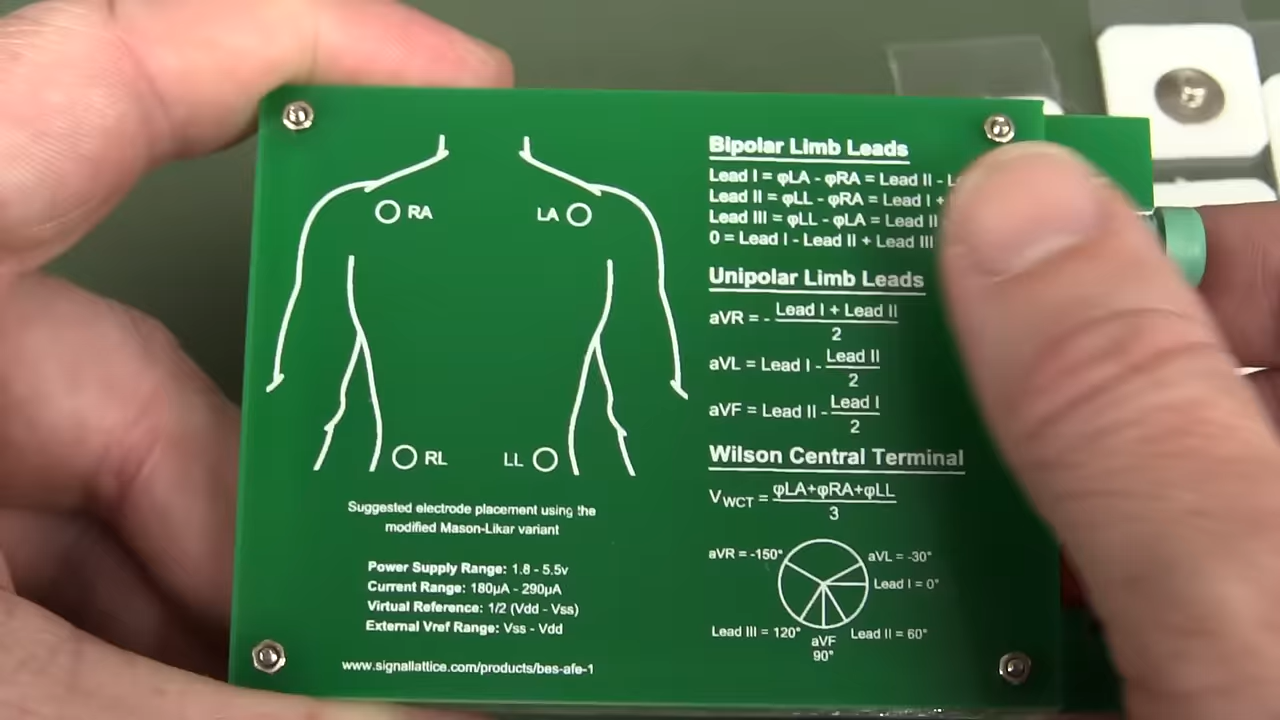 RA
LA
RL
LL
Suggested electrode placement using the
modified Mason-Likar variant
Power Supply Range: 1.8 - 5.5v
Current Range: 180µA - 290µA
Virtual Reference: 1/2 (Vdd - Vss)
External Vref Range: Vss - Vdd
www.signallattice.com/products/bes-afe-1
Bipolar Limb Leads
Lead I = φLA - φRA = Lead II -
Lead II = φLL - φRA = Lead I +
Lead III = φLL - φLA = Lead II
0 = Lead I - Lead II + Lead III
Unipolar Limb Leads
aVR = - Lead I + Lead II
2
aVL = Lead I - Lead II
2
aVF = Lead II - Lead I
2
Wilson Central Terminal
VWCT = φLA+φRA+φLL
3
aVR = -150°
aVL = -30°
Lead I = 0°
Lead III = 120°
aVF
90°
Lead II = 60°